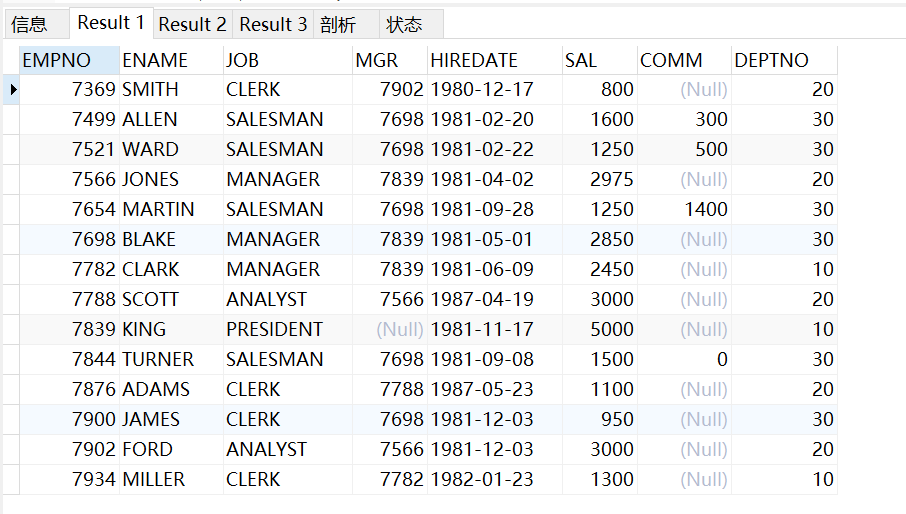 信息 Result 1 Result 2 Result 3 剖析 状态
EMPNO ENAME JOB MGR HIREDATE SAL COMM DEPTNO
7369 SMITH CLERK 7902 1980-12-17 800 (Null) 20
7499 ALLEN SALESMAN 7698 1981-02-20 1600 300 30
7521 WARD SALESMAN 7698 1981-02-22 1250 500 30
7566 JONES MANAGER 7839 1981-04-02 2975 (Null) 20
7654 MARTIN SALESMAN 7698 1981-09-28 1250 1400 30
7698 BLAKE MANAGER 7839 1981-05-01 2850 (Null) 30
7782 CLARK MANAGER 7839 1981-06-09 2450 (Null) 10
7788 SCOTT ANALYST 7566 1987-04-19 3000 (Null) 20
7839 KING PRESIDENT (Null) 1981-11-17 5000 (Null) 10
7844 TURNER SALESMAN 7698 1981-09-08 1500 0 30
7876 ADAMS CLERK 7788 1987-05-23 1100 (Null) 20
7900 JAMES CLERK 7698 1981-12-03 950 (Null) 30
7902 FORD ANALYST 7566 1981-12-03 3000 (Null) 20
7934 MILLER CLERK 7782 1982-01-23 1300 (Null) 10